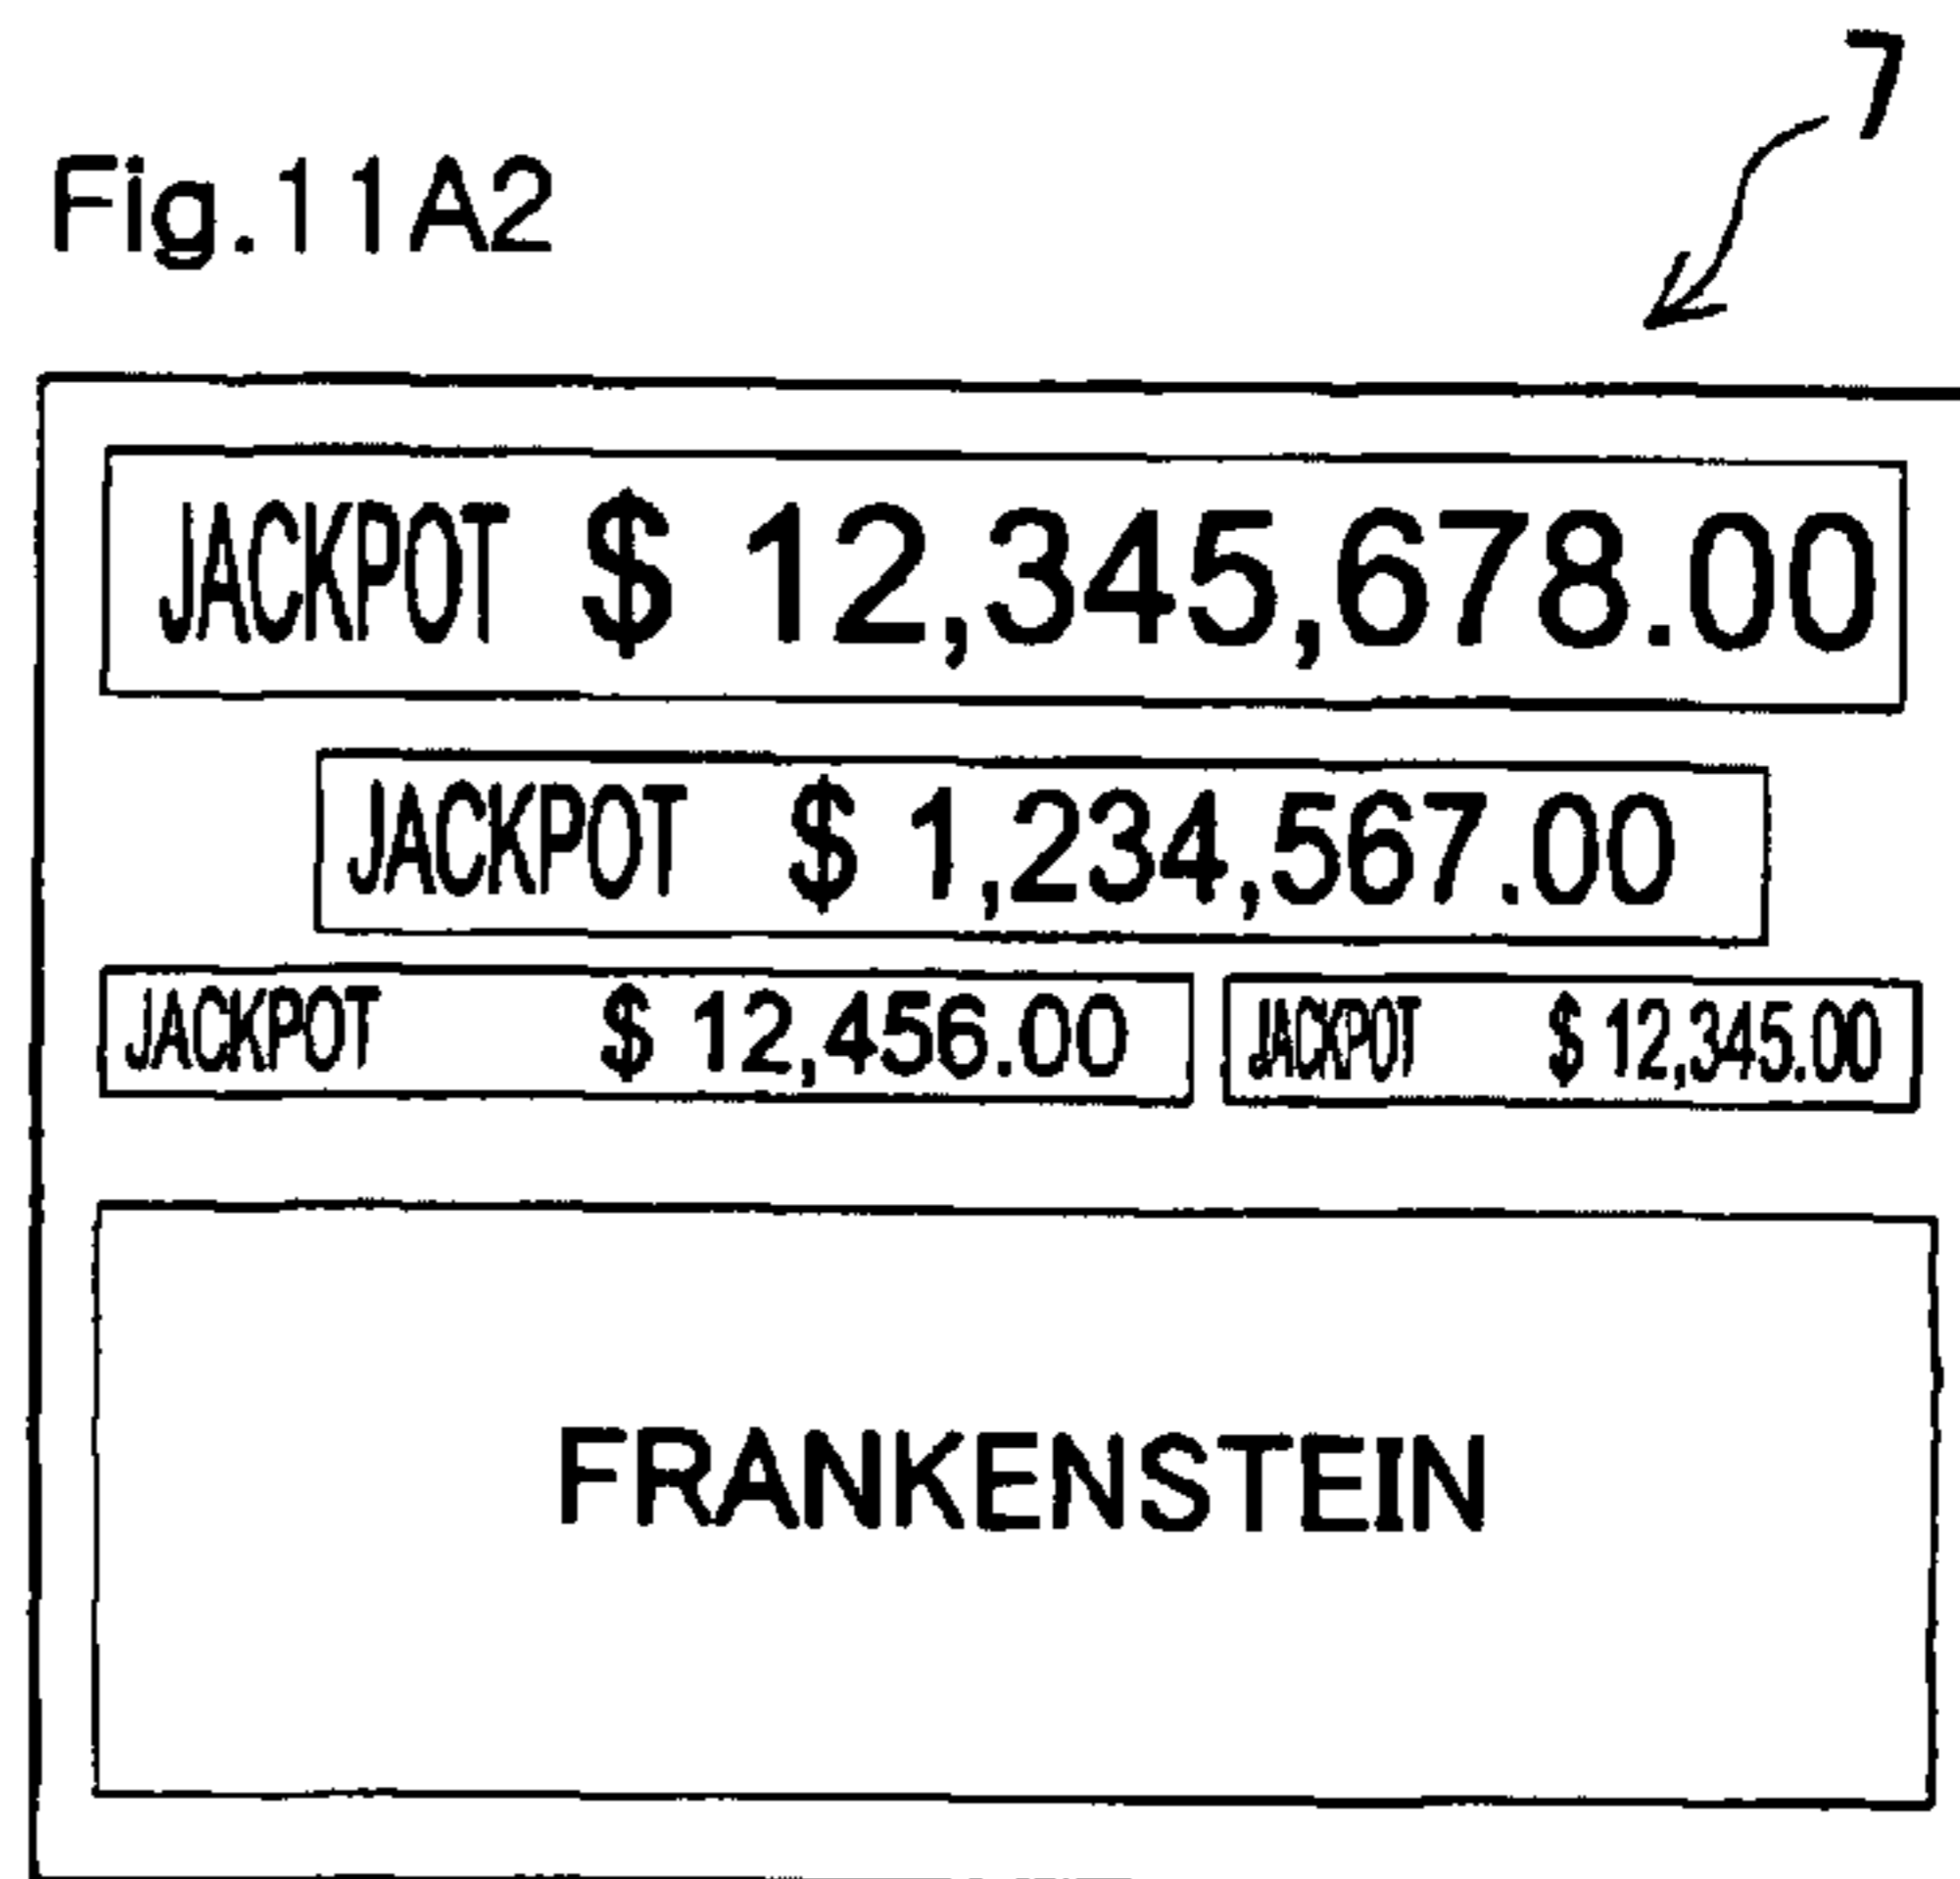 7
Fig.11A2
JACKPOT $ 12,345,678.00
JACKPOT $ 1,234,567.00
JACKPOT $ 12,456.00 JACKPOT $ 12,345.00
FRANKENSTEIN